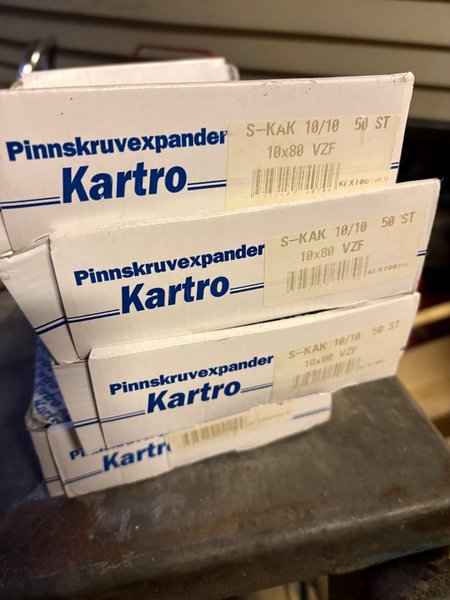 Pinnskruvexpander
Kartro
S-KAK 10/10 50 ST
10x80 VZF
Pinnskruvexpander
Kartro
S-KAK 10/10 50 ST
10x80 VZF
Pinnskruvexpander
Kartro
S-KAK 10/10 50 ST
10x80 VZF
Kartro